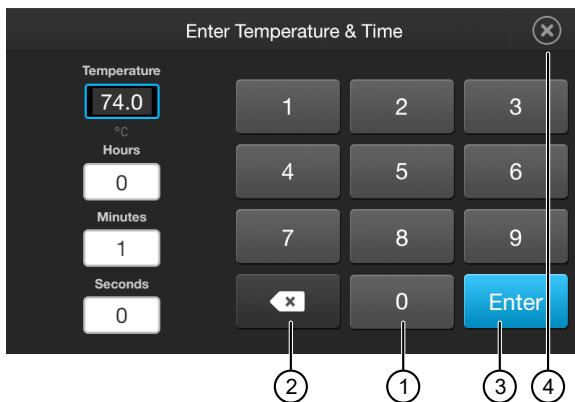 Enter Temperature & Time
Temperature
74.0
°C
Hours
0
Minutes
1
Seconds
0
1 2 3
4 5 6
7 8 9
0 Enter
2 1 3 4